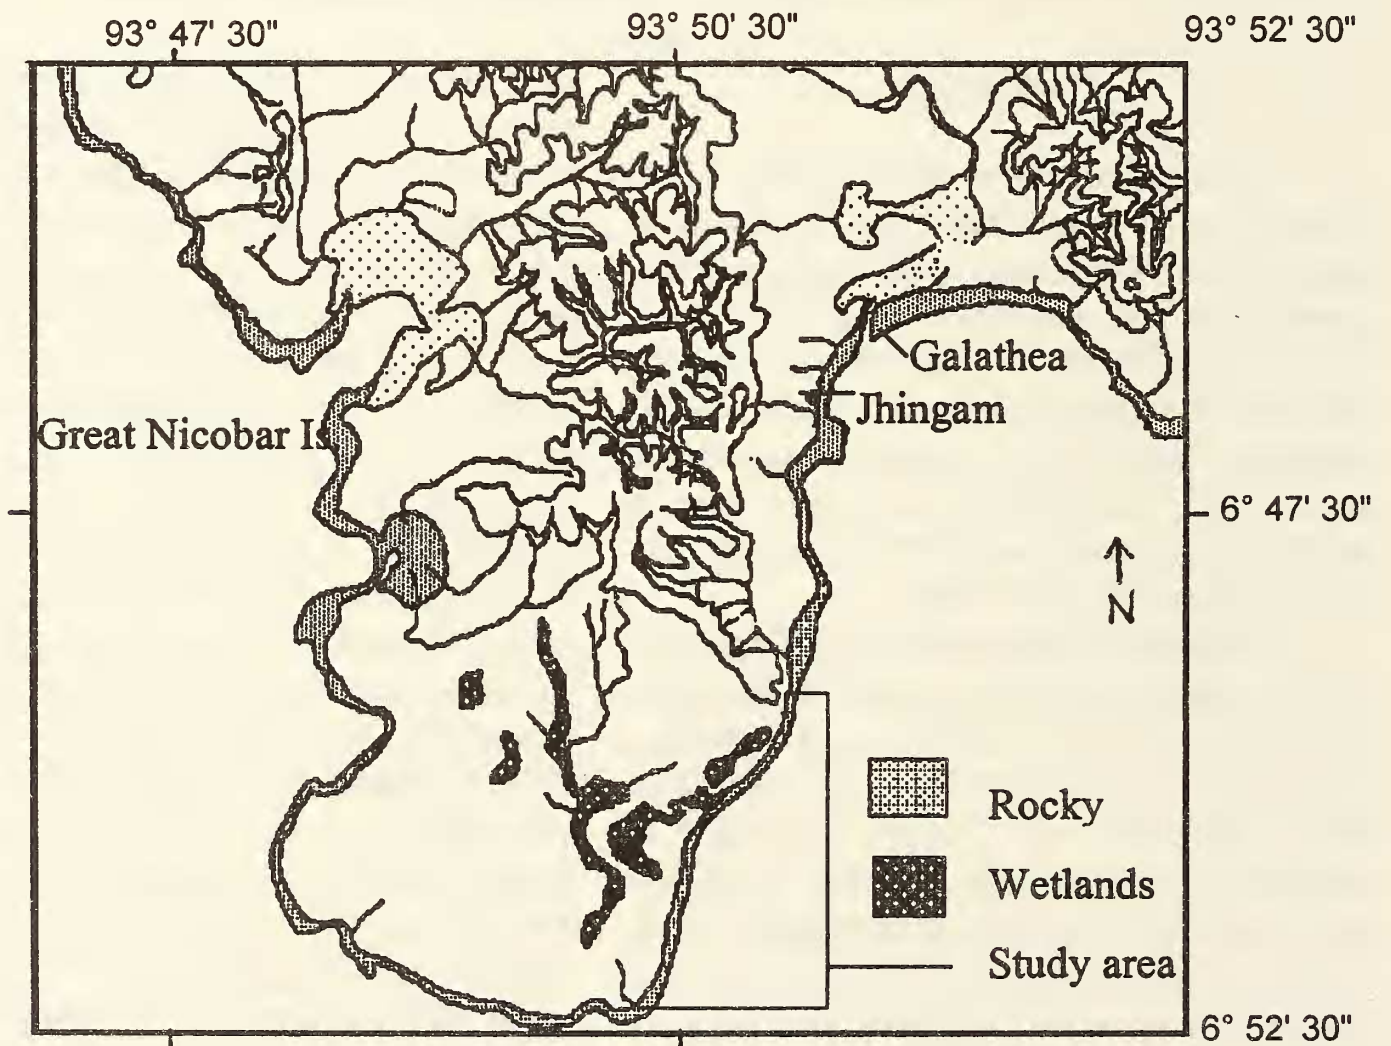 93° 47' 30" 93° 50' 30" 93° 52' 30"
Galathea
Jhingam
Great Nicobar Is
6° 47' 30"
N
Rocky
Wetlands
Study area
6° 52' 30"